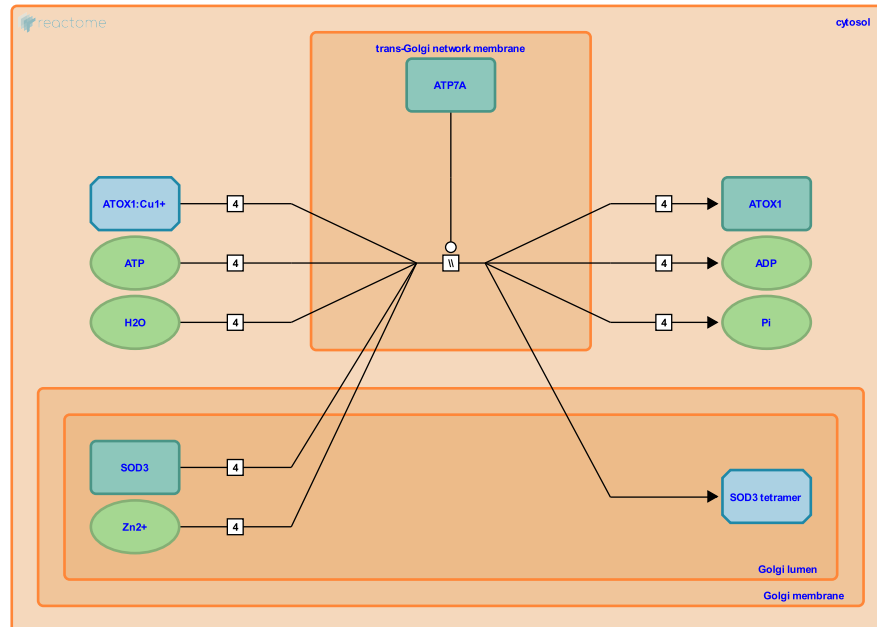 reactome
cytosol
trans-Golgi network membrane
ATP7A
ATOX1:Cu1+
4
4
ATOX1
ATP
4
\\
4
ADP
H2O
4
4
Pi
SOD3
4
SOD3 tetramer
Zn2+
4
Golgi lumen
Golgi membrane